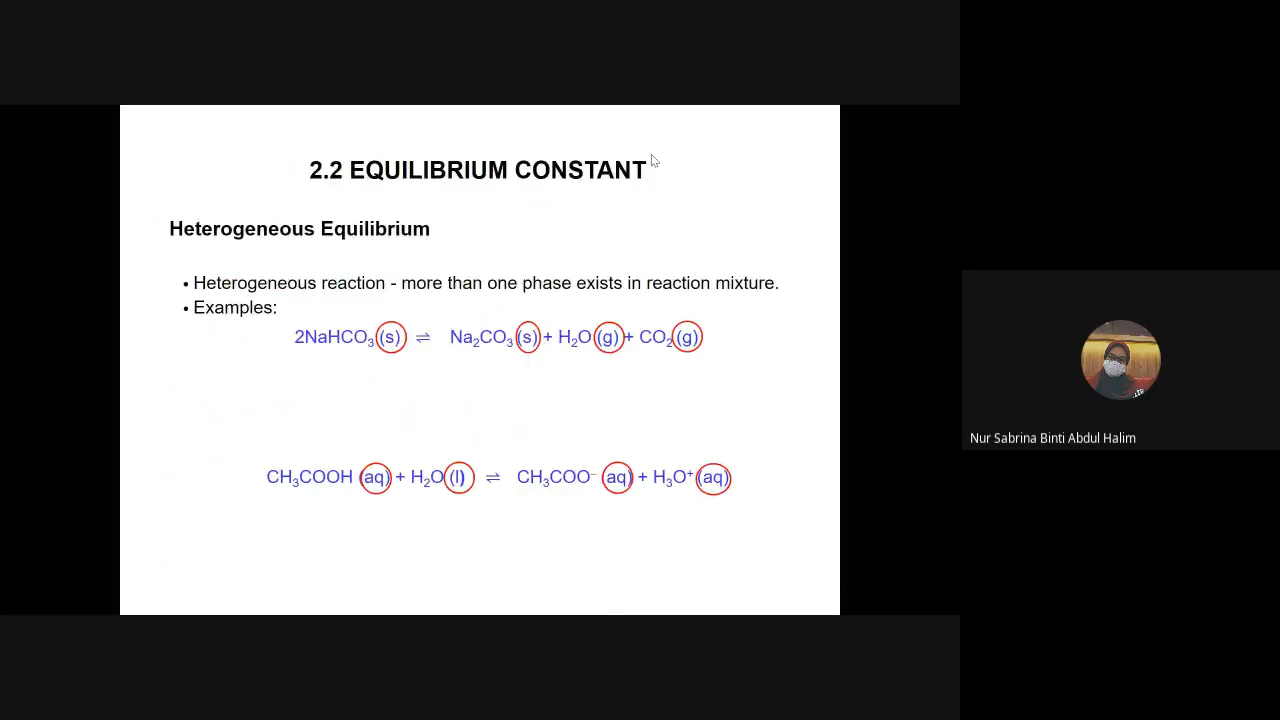 2.2 EQUILIBRIUM CONSTANT
Heterogeneous Equilibrium
• Heterogeneous reaction - more than one phase exists in reaction mixture.
• Examples:
2NaHCO₃ (s) ⇌ Na₂CO₃ (s) + H₂O (g) + CO₂ (g)
CH₃COOH (aq) + H₂O (l) ⇌ CH₃COO⁻ (aq) + H₃O⁺ (aq)
Nur Sabrina Binti Abdul Halim